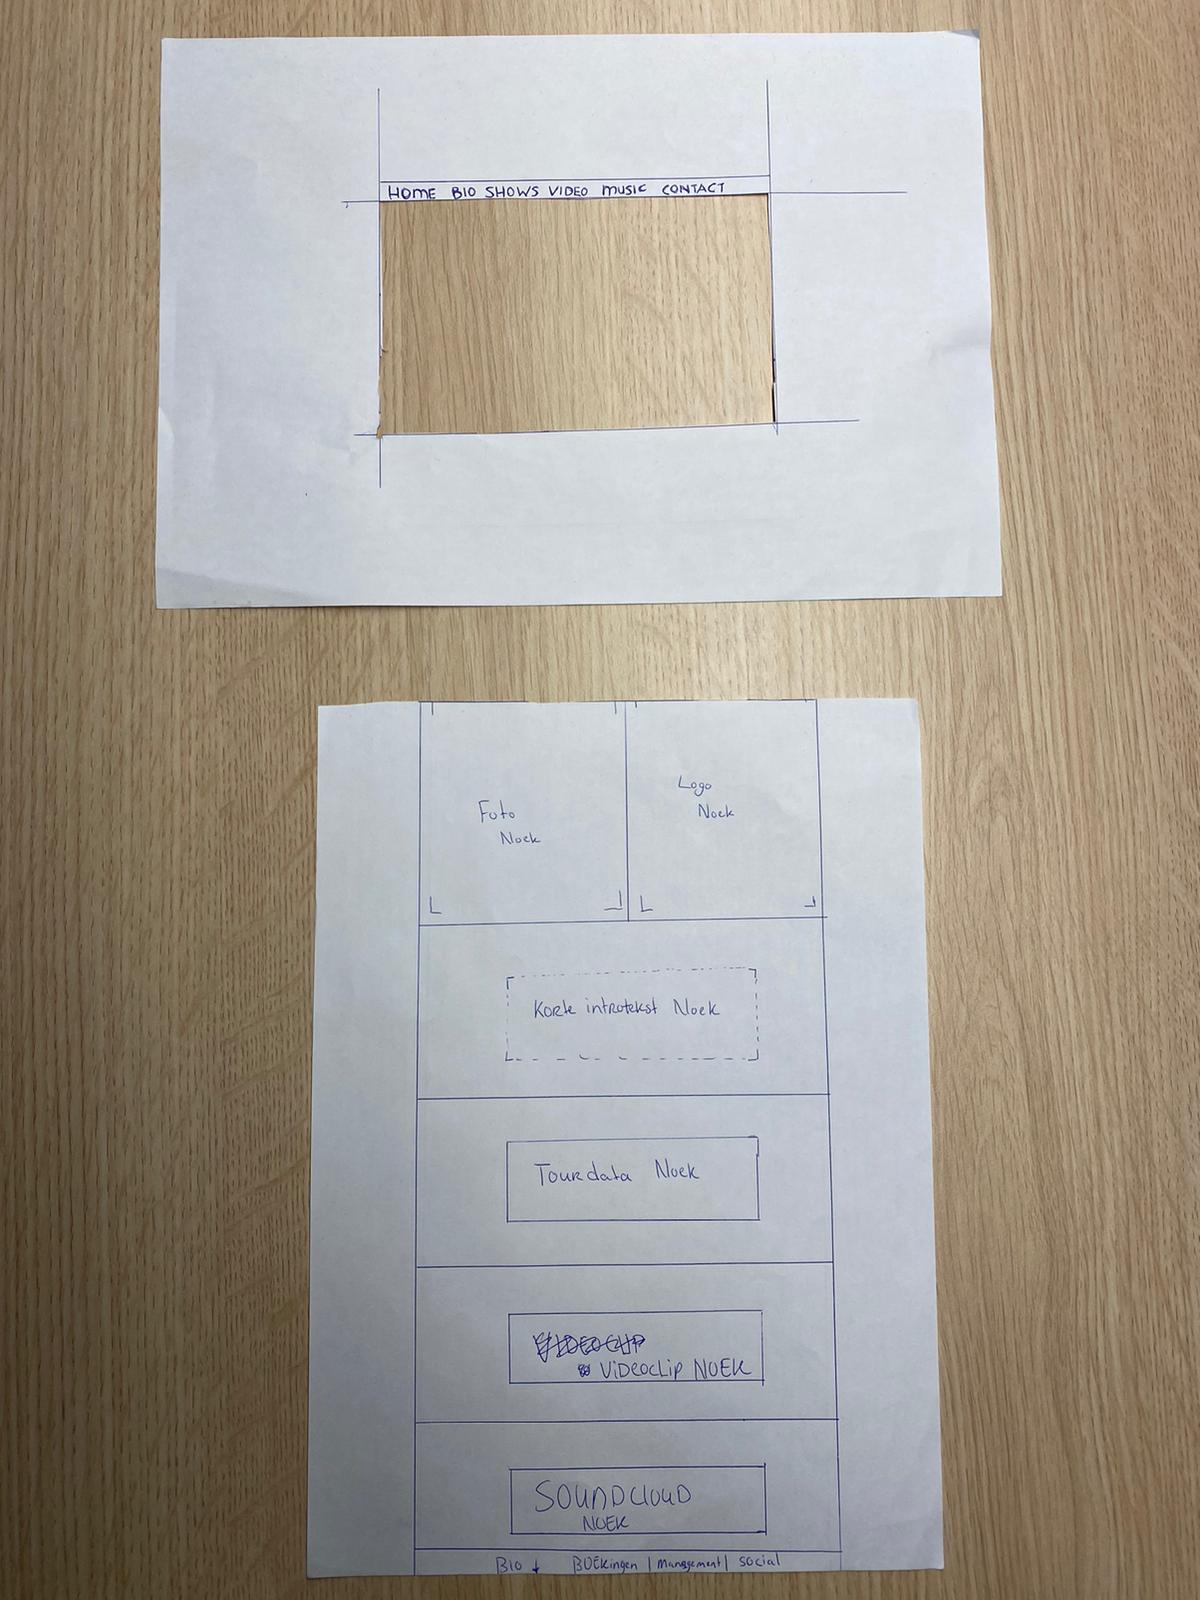 HOME BIO SHOWS VIDEO MUSIC CONTACT
Foto
Noek
Logo
Noek
Korte introtekst Noek
Tourdata Noek
VIDEOCLIP
VIDEOCLIP NOEK
SOUNDCLOUD
NOEK
BIO ↓ BOEKingen | Management | social